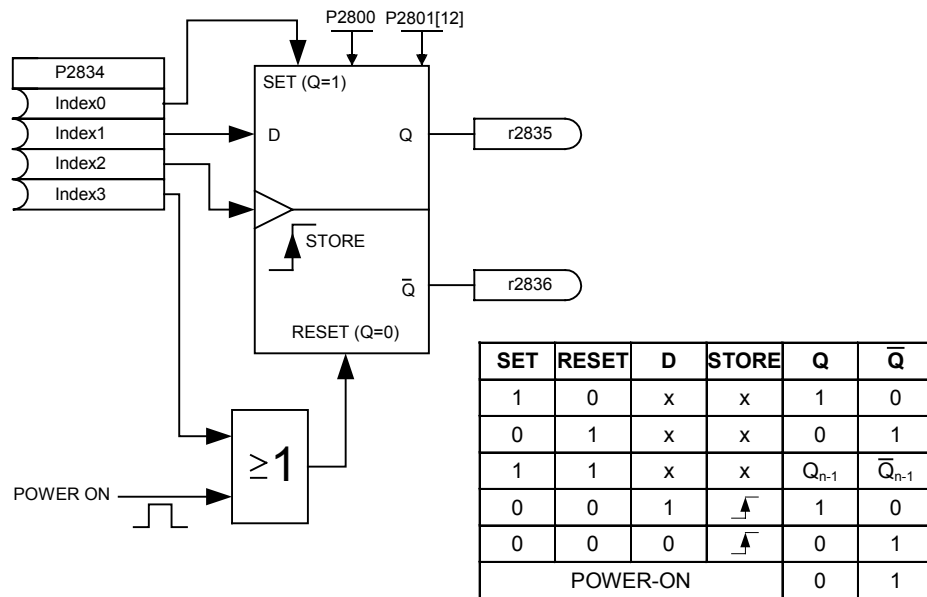 P2800 P2801[12]
P2834
Index0
Index1
Index2
Index3
SET (Q=1)
D
Q
r2835
STORE
Q̅
r2836
RESET (Q=0)
≥1
POWER ON
SET RESET D STORE Q Q̅
1 0 x x 1 0
0 1 x x 0 1
1 1 x x Qn-1 Q̅n-1
0 0 1 1 0
0 0 0 0 1
POWER-ON 0 1